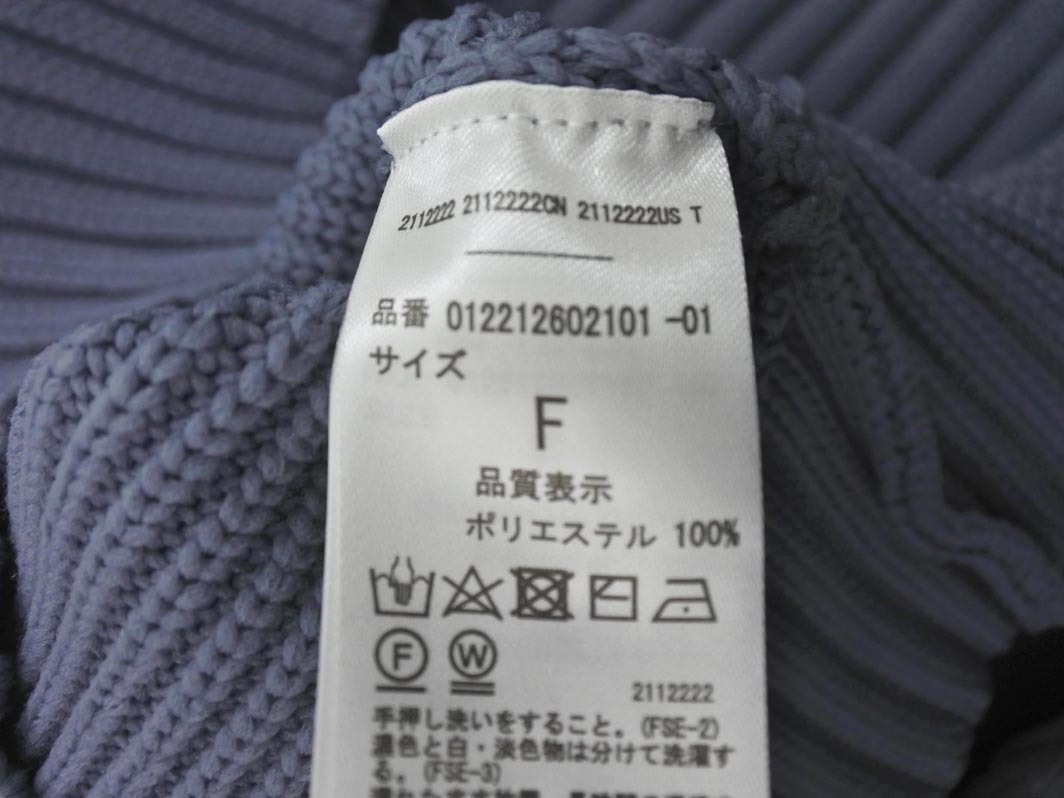 2112222 2112222CN 2112222US T
品番 012212602101 -01
サイズ
F
品質表示
ポリエステル 100%
F W
2112222
手押し洗いをすること。(FSE-2)
濃色と白・淡色物は分けて洗濯す
る。(FSE-3)